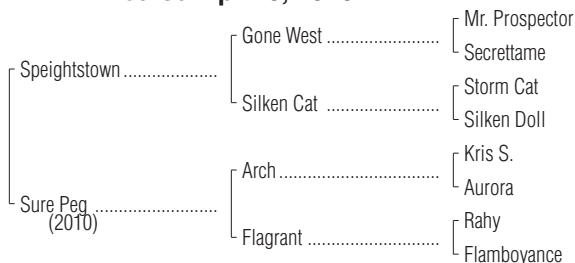 Mr. Prospector
Gone West ........................
Secrettame
Speightstown ....................
Storm Cat
Silken Cat ........................
Silken Doll
Kris S.
Arch ..................................
Aurora
Sure Peg ..........................
(2010)
Rahy
Flagrant ...........................
Flamboyance